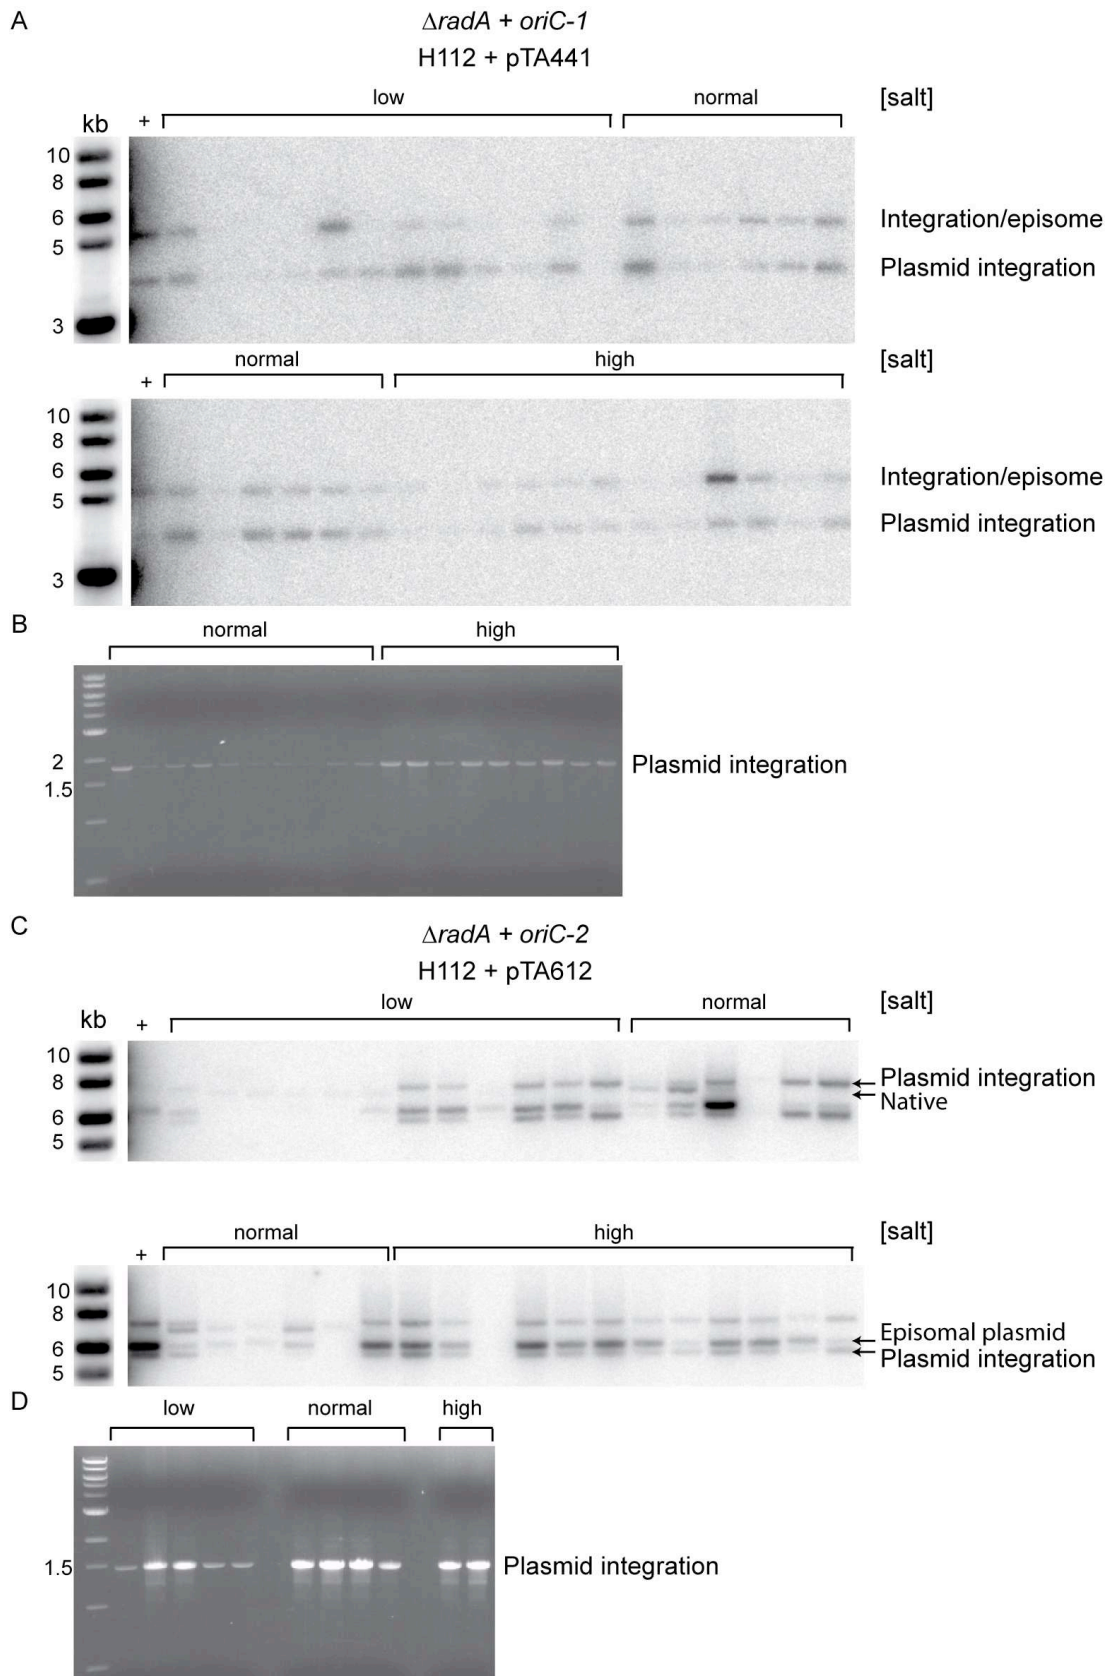 A
ΔradA + oriC-1
H112 + pTA441
low normal [salt]
kb +
10
8
6 Integration/episome
5
Plasmid integration
3
normal high [salt]
+
10
8
6 Integration/episome
5
Plasmid integration
3
B
normal high
2 Plasmid integration
1.5
C
ΔradA + oriC-2
H112 + pTA612
low normal [salt]
kb +
10
8 Plasmid integration
Native
6
5
normal high [salt]
+
10
8
Episomal plasmid
6
Plasmid integration
5
D
low normal high
1.5 Plasmid integration